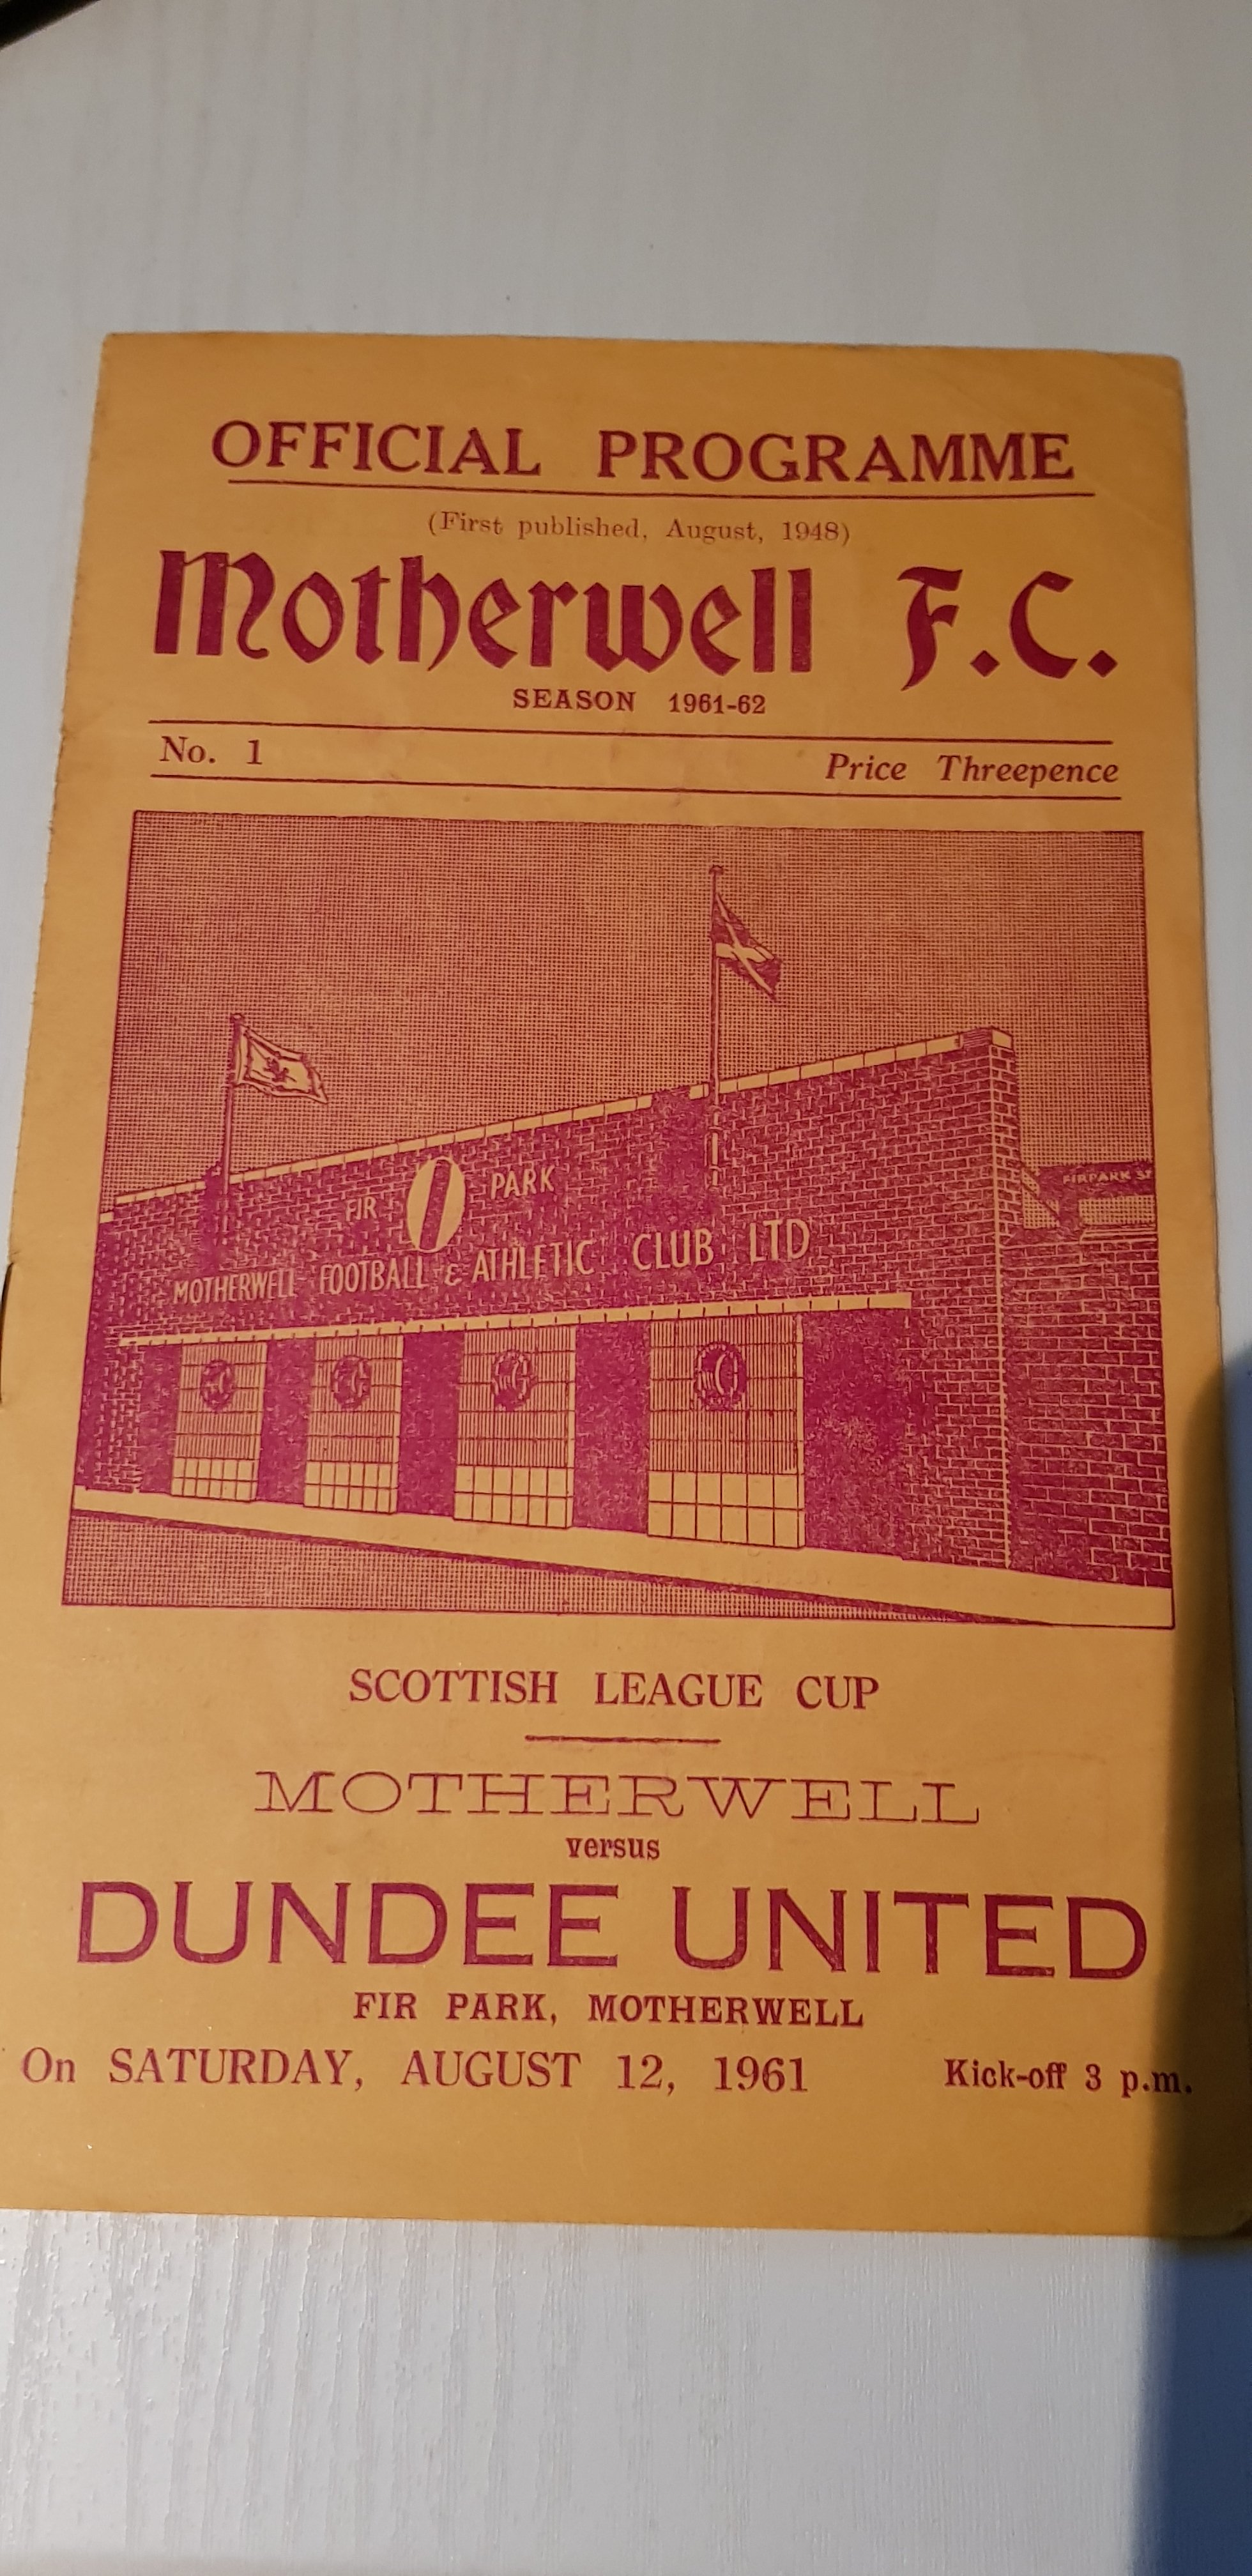 OFFICIAL PROGRAMME
(First published, August, 1948)
Motherwell F.C.
SEASON 1961-62
No. 1 Price Threepence
FIR PARK
MOTHERWELL FOOTBALL & ATHLETIC CLUB LTD
FIRPARK ST
SCOTTISH LEAGUE CUP
MOTHERWELL
versus
DUNDEE UNITED
FIR PARK, MOTHERWELL
On SATURDAY, AUGUST 12, 1961 Kick-off 3 p.m.